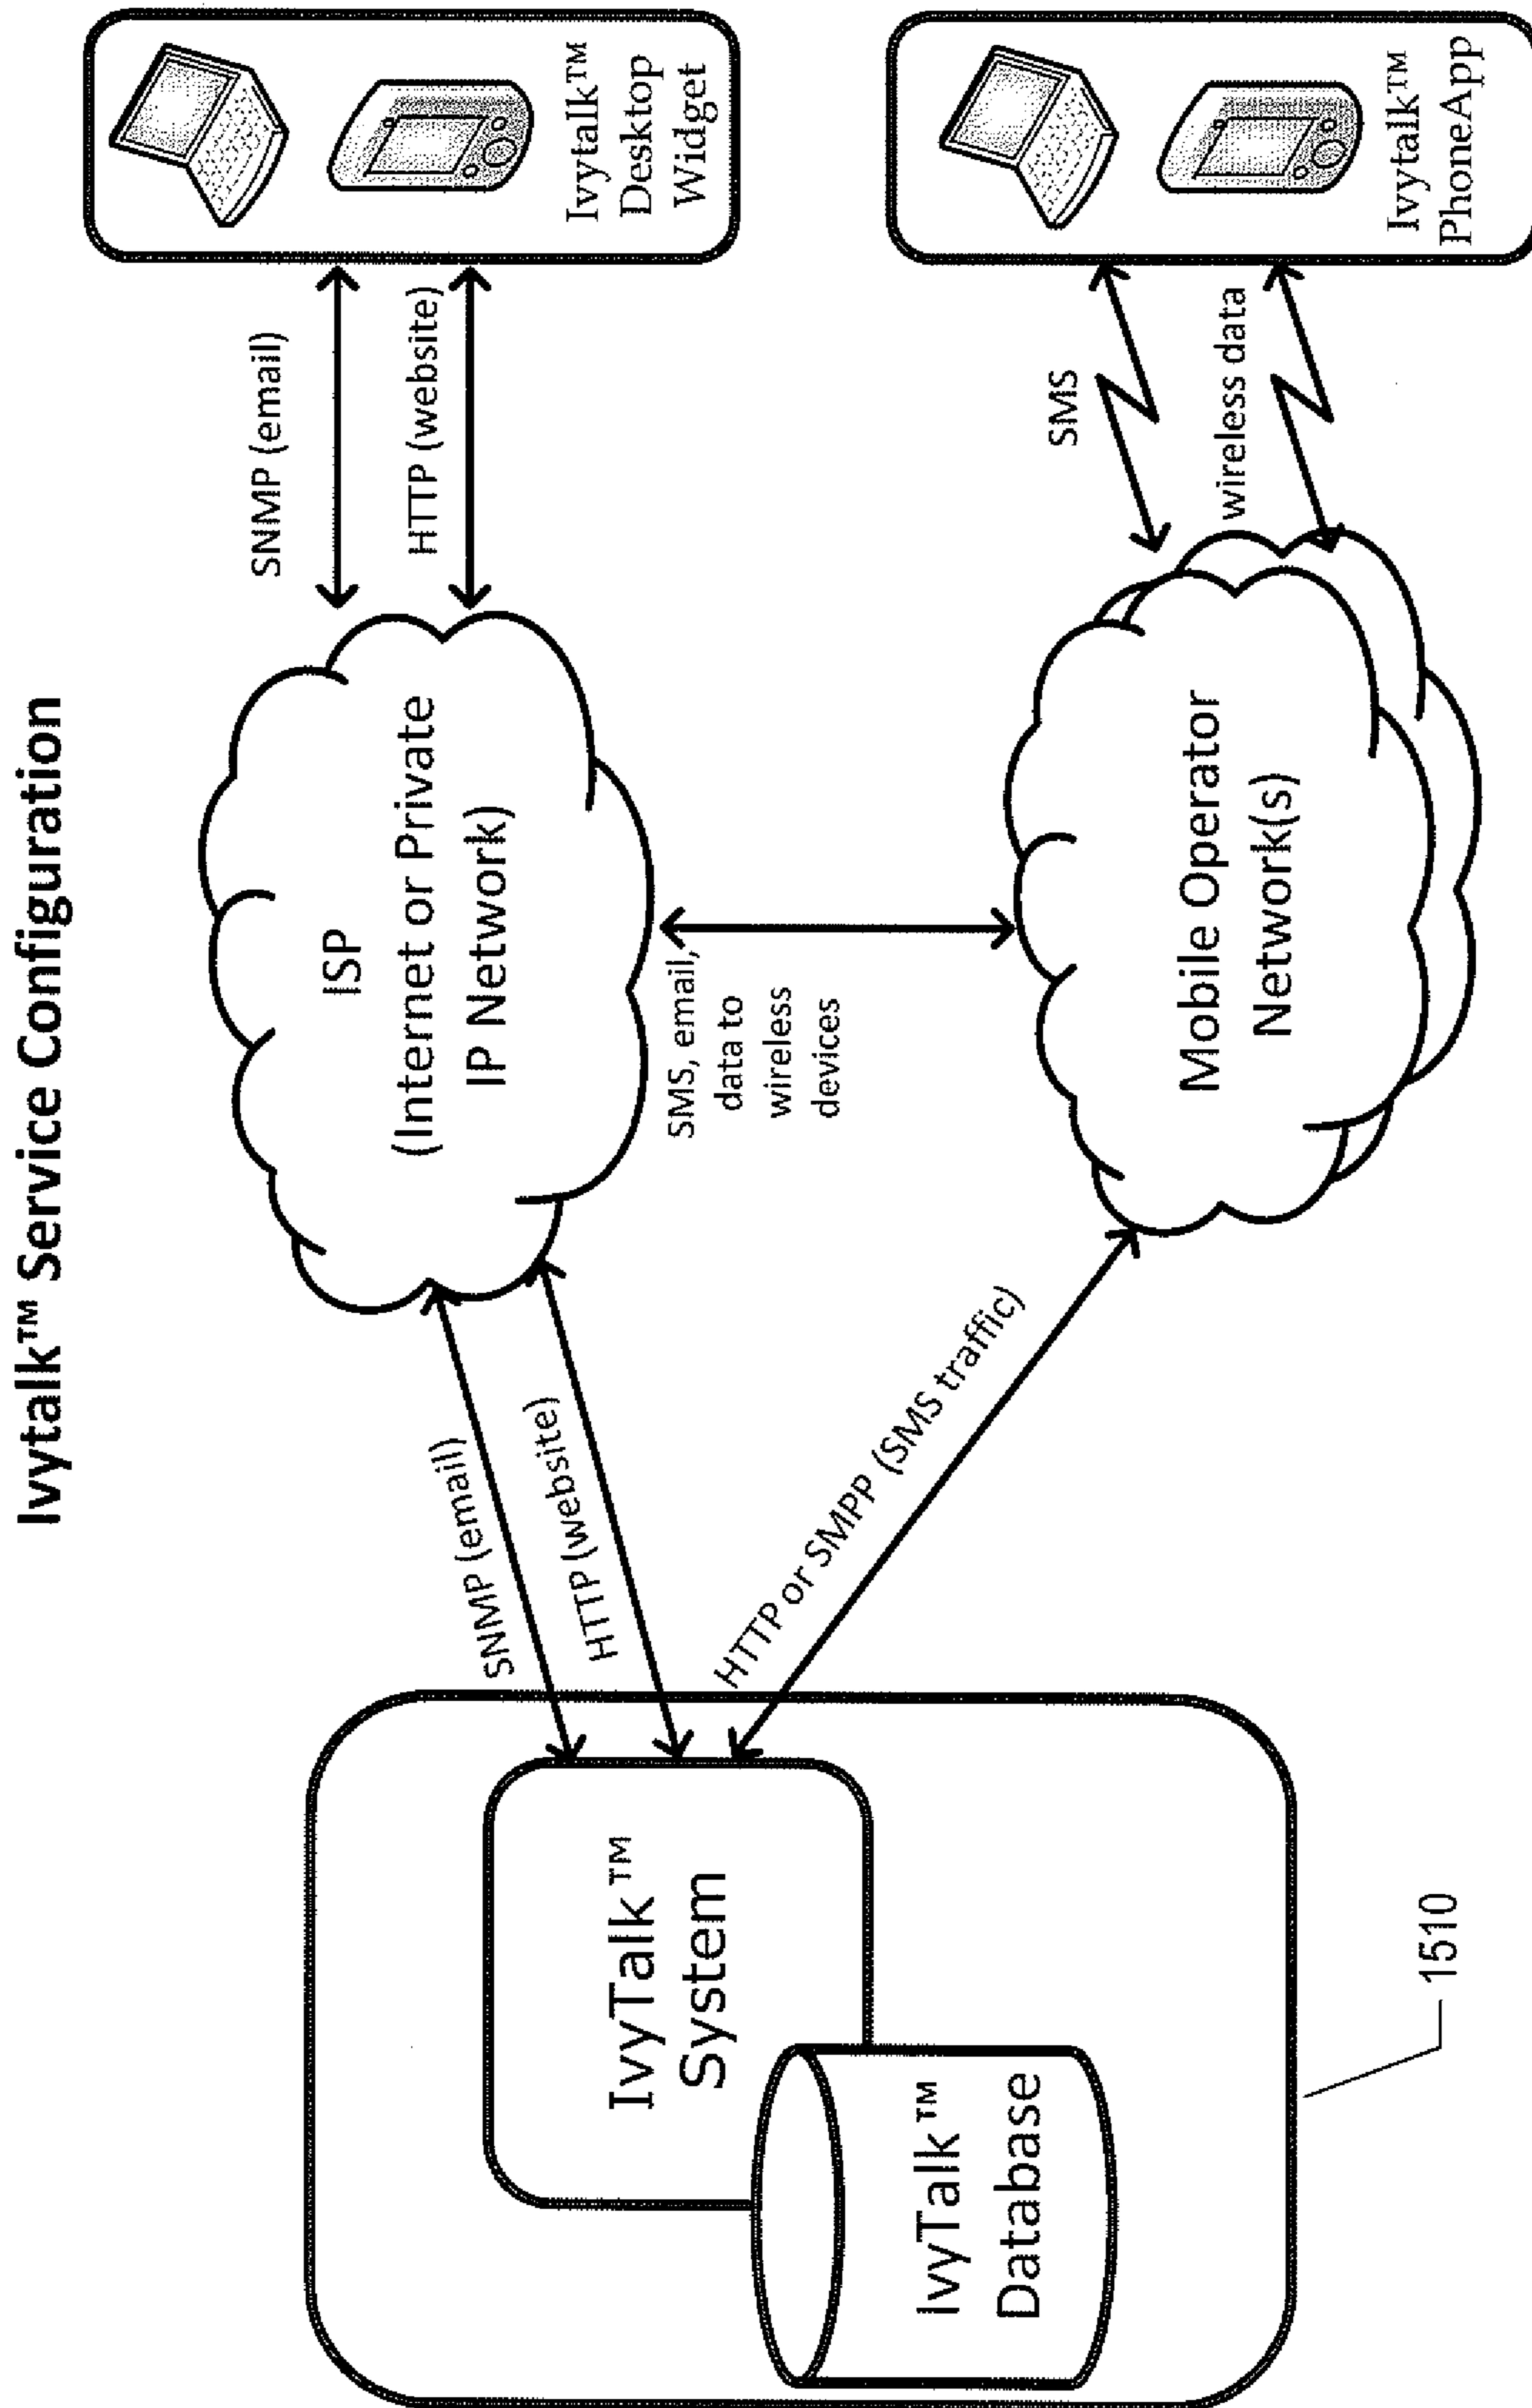 Ivytalk™ Service Configuration
IvyTalk™
System
IvyTalk™
Database
1510
SNMP (email)
HTTP (website)
HTTP or SMPP (SMS traffic)
ISP
(Internet or Private
IP Network)
SMS, email,
data to
wireless
devices
Mobile Operator
Network(s)
SNMP (email)
HTTP (website)
SMS
wireless data
Ivytalk™
Desktop
Widget
Ivytalk™
PhoneApp